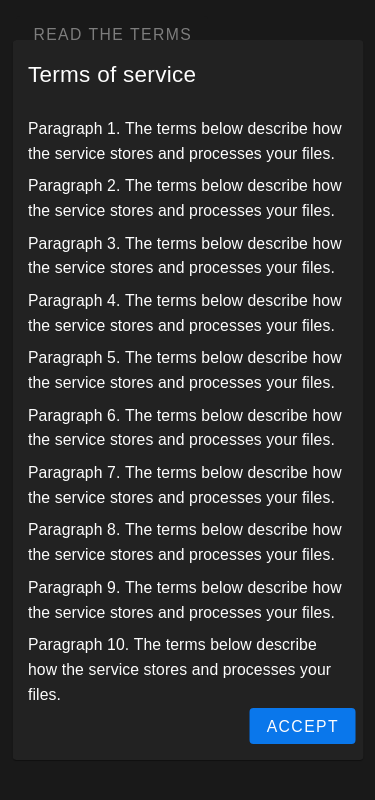 READ THE TERMS
Terms of service
Paragraph 1. The terms below describe how
the service stores and processes your files.
Paragraph 2. The terms below describe how
the service stores and processes your files.
Paragraph 3. The terms below describe how
the service stores and processes your files.
Paragraph 4. The terms below describe how
the service stores and processes your files.
Paragraph 5. The terms below describe how
the service stores and processes your files.
Paragraph 6. The terms below describe how
the service stores and processes your files.
Paragraph 7. The terms below describe how
the service stores and processes your files.
Paragraph 8. The terms below describe how
the service stores and processes your files.
Paragraph 9. The terms below describe how
the service stores and processes your files.
Paragraph 10. The terms below describe
how the service stores and processes your
files.
ACCEPT